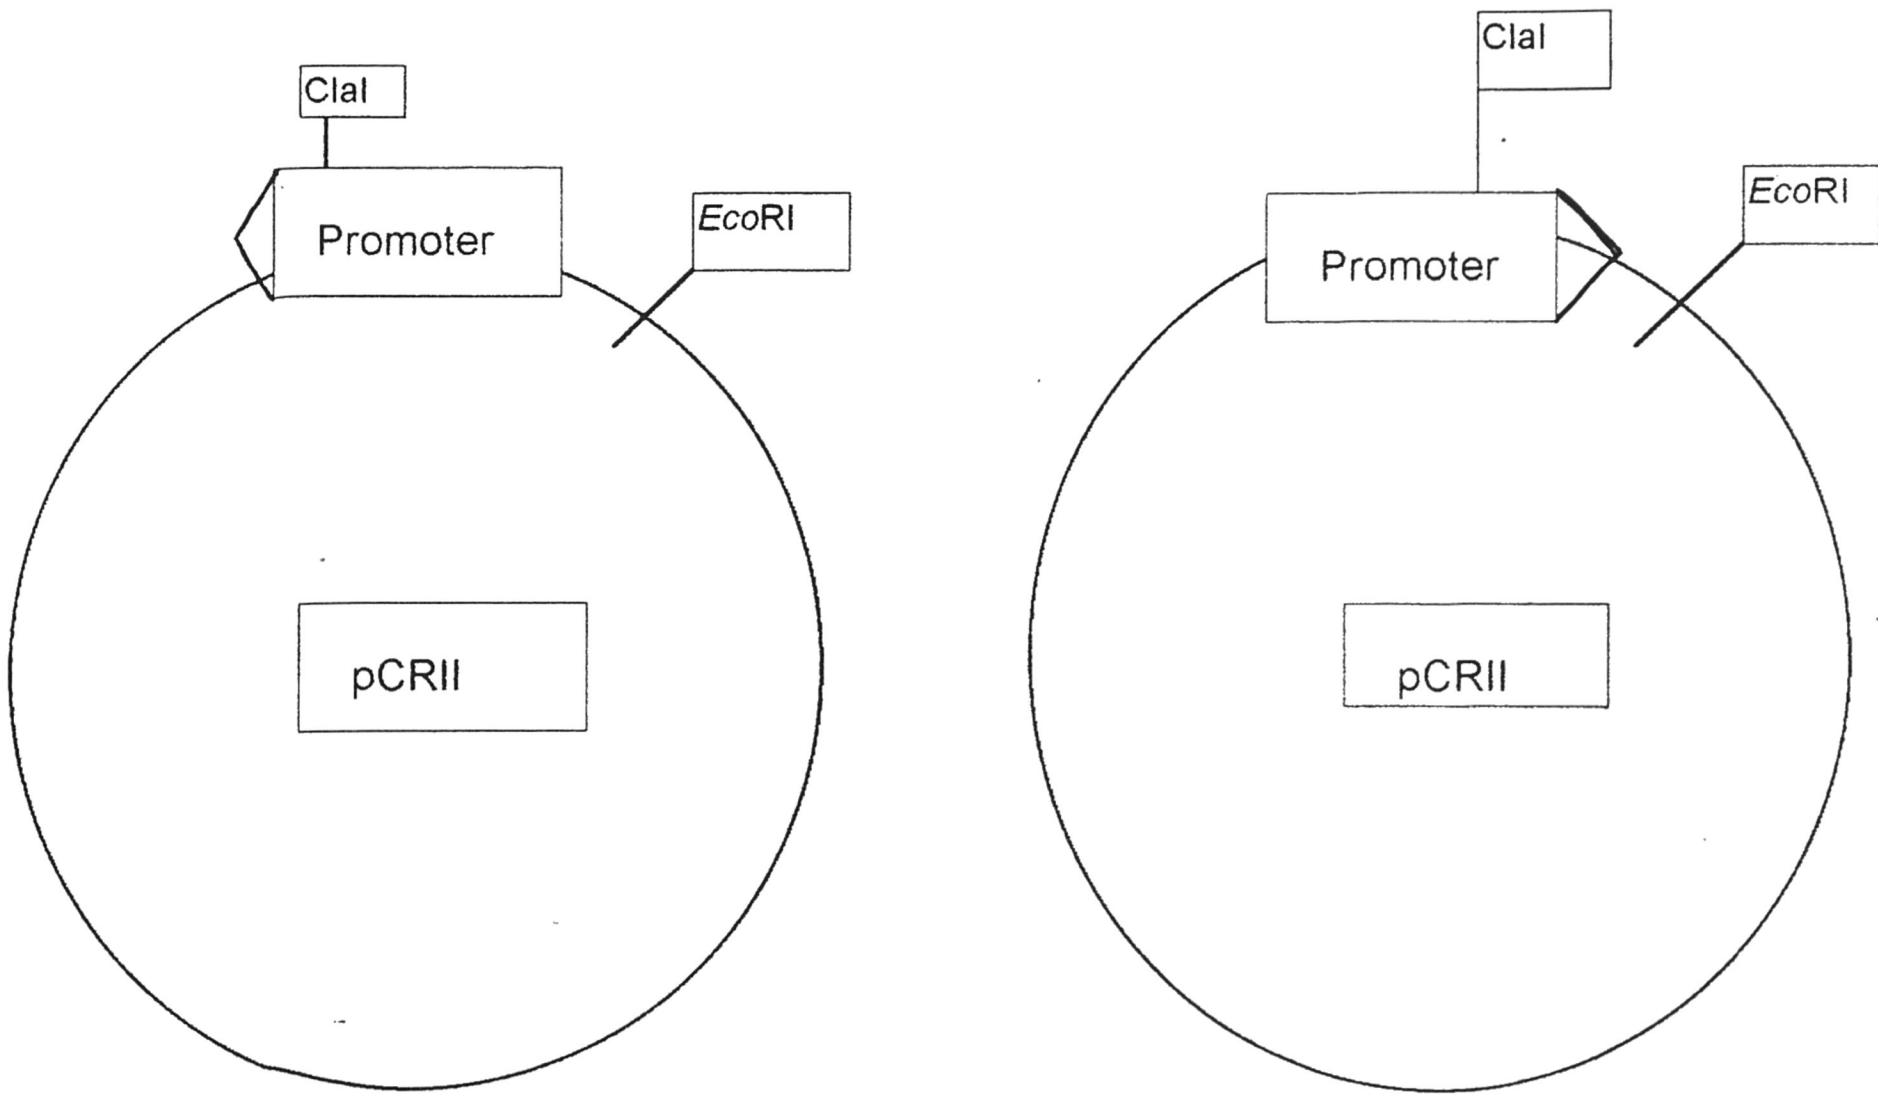 ClaI
Promoter
EcoRI
pCRII
ClaI
Promoter
EcoRI
pCRII